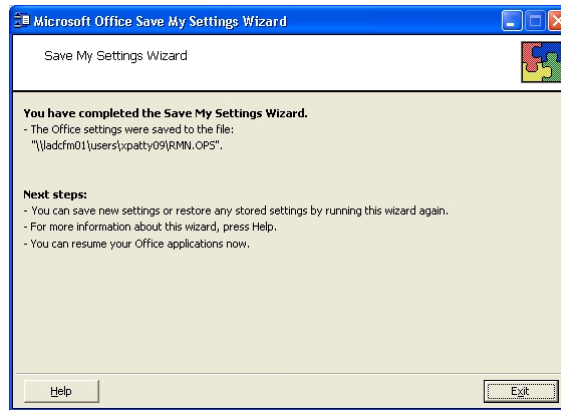 Microsoft Office Save My Settings Wizard
Save My Settings Wizard
You have completed the Save My Settings Wizard.
- The Office settings were saved to the file:
"\\ladcfm01\users\xpatty09\RMN.OPS".
Next steps:
- You can save new settings or restore any stored settings by running this wizard again.
- For more information about this wizard, press Help.
- You can resume your Office applications now.
Help
Exit